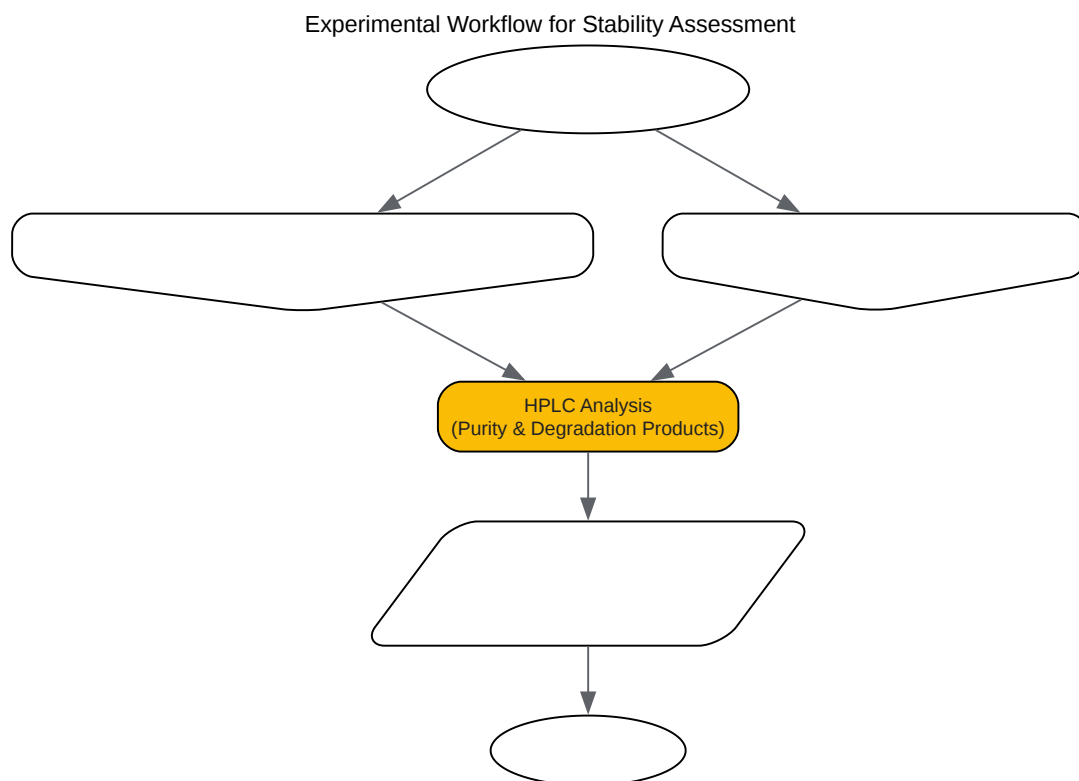 Experimental Workflow for Stability Assessment
HPLC Analysis
(Purity & Degradation Products)